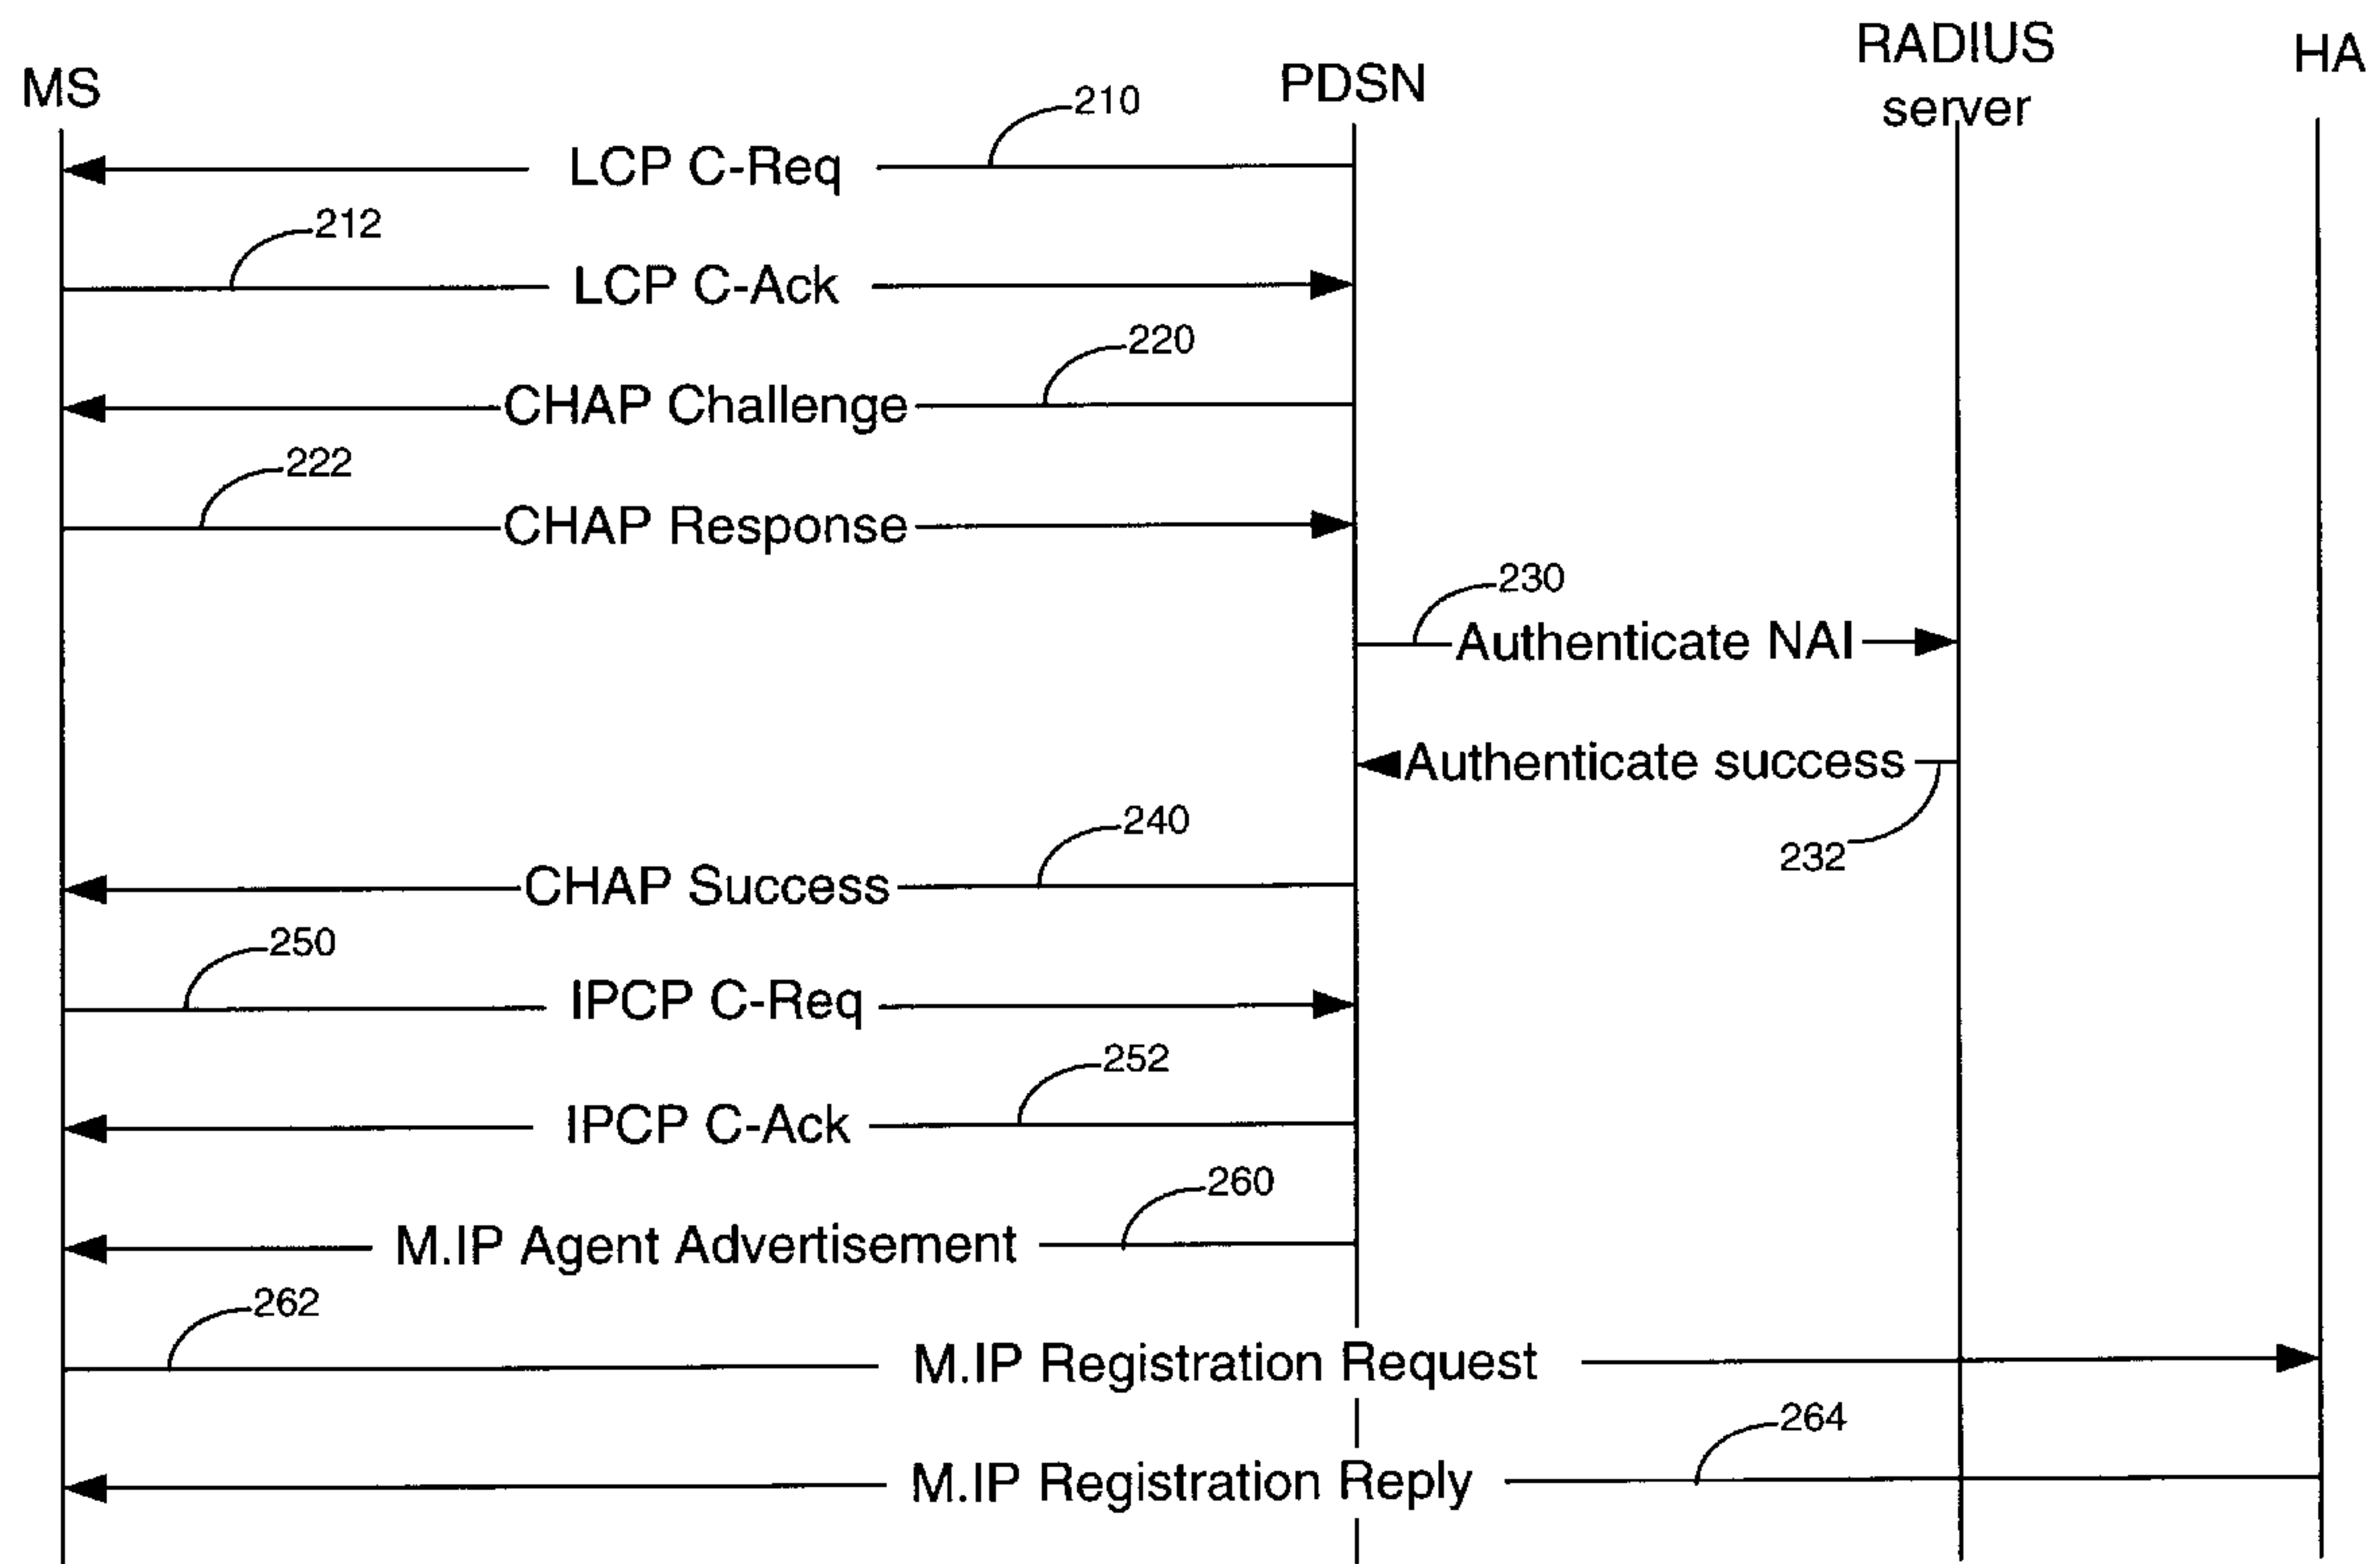 MS
PDSN
RADIUS
server
HA
210
LCP C-Req
212
LCP C-Ack
220
CHAP Challenge
222
CHAP Response
230
Authenticate NAI
Authenticate success
232
240
CHAP Success
250
IPCP C-Req
252
IPCP C-Ack
260
M.IP Agent Advertisement
262
M.IP Registration Request
264
M.IP Registration Reply